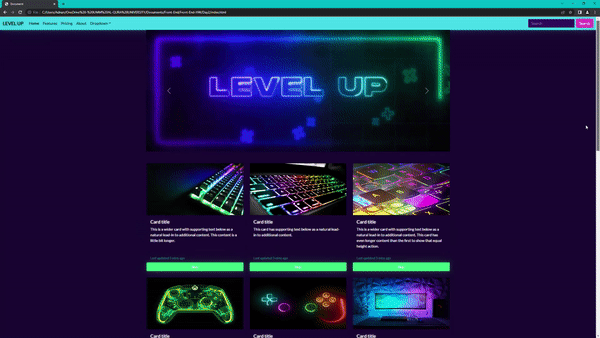 LEVEL UP Home Features Pricing About Dropdown Search Search
LEVEL UP
Card title
This is a wider card with supporting text below as a
natural lead-in to additional content. This content is a
little bit longer.
Last updated 3 mins ago
Buy
Card title
This card has supporting text below as a natural lead-
in to additional content.
Last updated 3 mins ago
Buy
Card title
This is a wider card with supporting text below as a
natural lead-in to additional content. This card has
even longer content than the first to show that equal
height action.
Last updated 3 mins ago
Buy
Card title
Card title
Card title